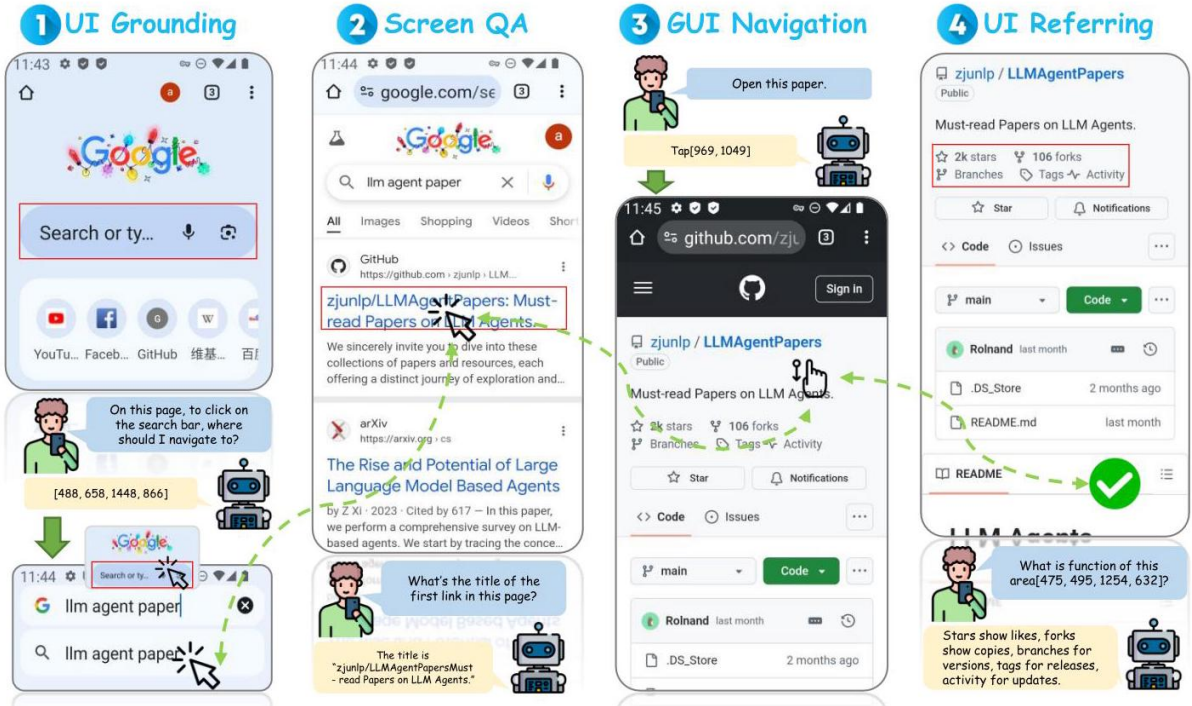 1 UI Grounding
11:43
a
3
Google
Search or ty...
G
W
YouTu...
Faceb...
GitHub
维基...
On this page, to click on
the search bar, where
should I navigate to?
[488, 658, 1448, 866]
Google
Search or ty...
11:44
G llm agent paper
llm agent paper
2 Screen QA
11:44
google.com/se
3
Google
a
llm agent paper
All Images Shopping Videos Short
GitHub
https://github.com › zjunlp › LLM...
zjunlp/LLMAgentPapers: Must-
read Papers on LLM Agents.
We sincerely invite you to dive into these
collections of papers and resources, each
offering a distinct journey of exploration and...
arXiv
https://arxiv.org › cs
The Rise and Potential of Large
Language Model Based Agents
by Z Xi · 2023 · Cited by 617 — In this paper,
we perform a comprehensive survey on LLM-
based agents. We start by tracing the conce...
What's the title of the
first link in this page?
The title is
"zjunlp/LLMAgentPapersMust
- read Papers on LLM Agents."
3 GUI Navigation
Open this paper.
Tap[969, 1049]
11:45
github.com/zju
3
Sign in
zjunlp / LLMAgentPapers
Public
Must-read Papers on LLM Agents.
2k stars 106 forks
Branches Tags Activity
Star Notifications
<> Code Issues ...
main Code ...
Rolnand last month
.DS_Store 2 months ago
4 UI Referring
zjunlp / LLMAgentPapers
Public
Must-read Papers on LLM Agents.
2k stars 106 forks
Branches Tags Activity
Star Notifications
<> Code Issues ...
main Code ...
Rolnand last month
.DS_Store 2 months ago
README.md last month
README
LLM Agents
What is function of this
area[475, 495, 1254, 632]?
Stars show likes, forks
show copies, branches for
versions, tags for releases,
activity for updates.